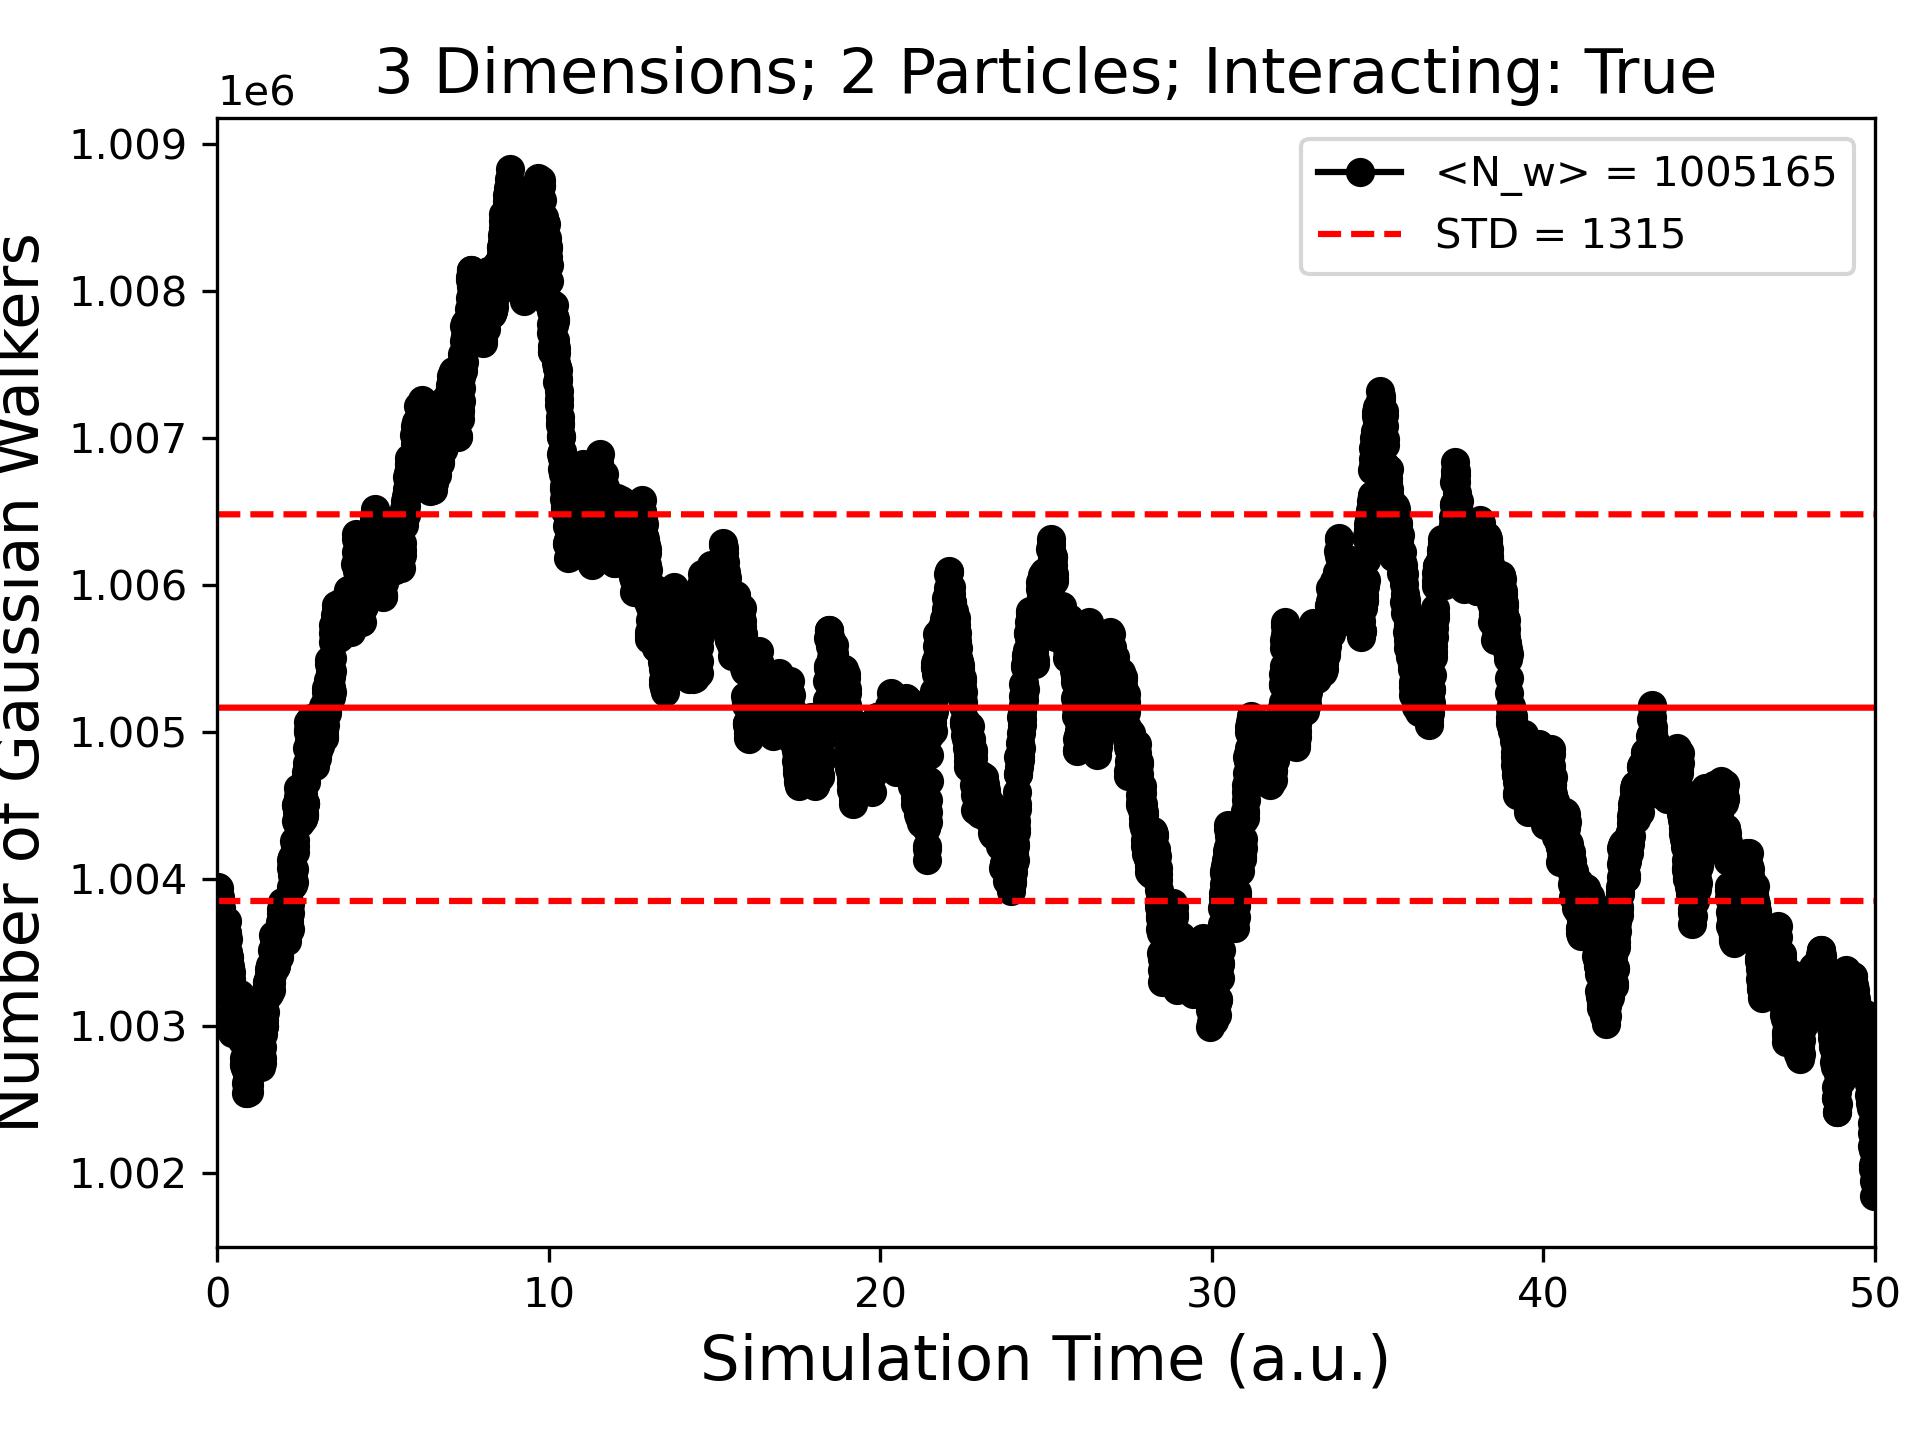 3 Dimensions; 2 Particles; Interacting: True
1e6
<N_w> = 1005165
STD = 1315
1.009
1.008
1.007
1.006
1.005
1.004
1.003
1.002
Number of Gaussian Walkers
0 10 20 30 40 50
Simulation Time (a.u.)